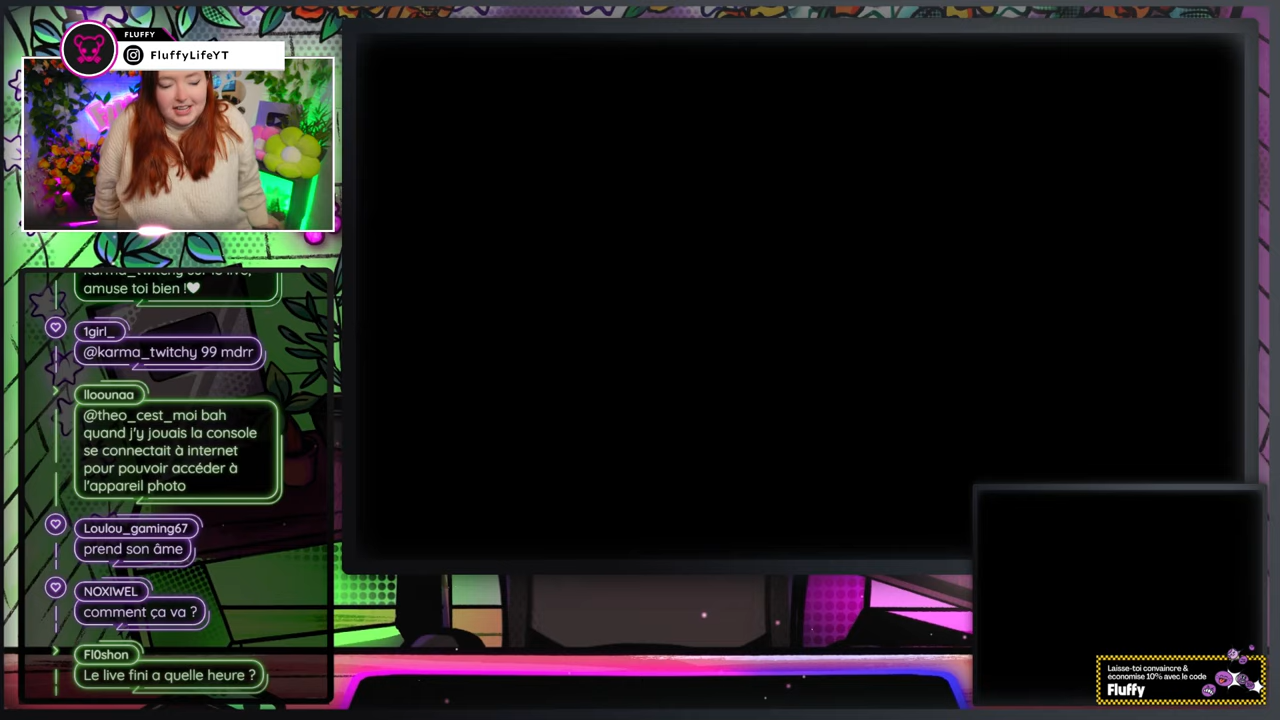 FLUFFY
FluffyLifeYT
amuse toi bien !
1girl_
@karma_twitchy 99 mdrr
lloounaa
@theo_cest_moi bah
quand j'y jouais la console
se connectait à internet
pour pouvoir accéder à
l'appareil photo
Loulou_gaming67
prend son âme
NOXIWEL
comment ça va ?
Fl0shon
Le live fini a quelle heure ?
Laisse-toi convaincre &
economise 10% avec le code
Fluffy